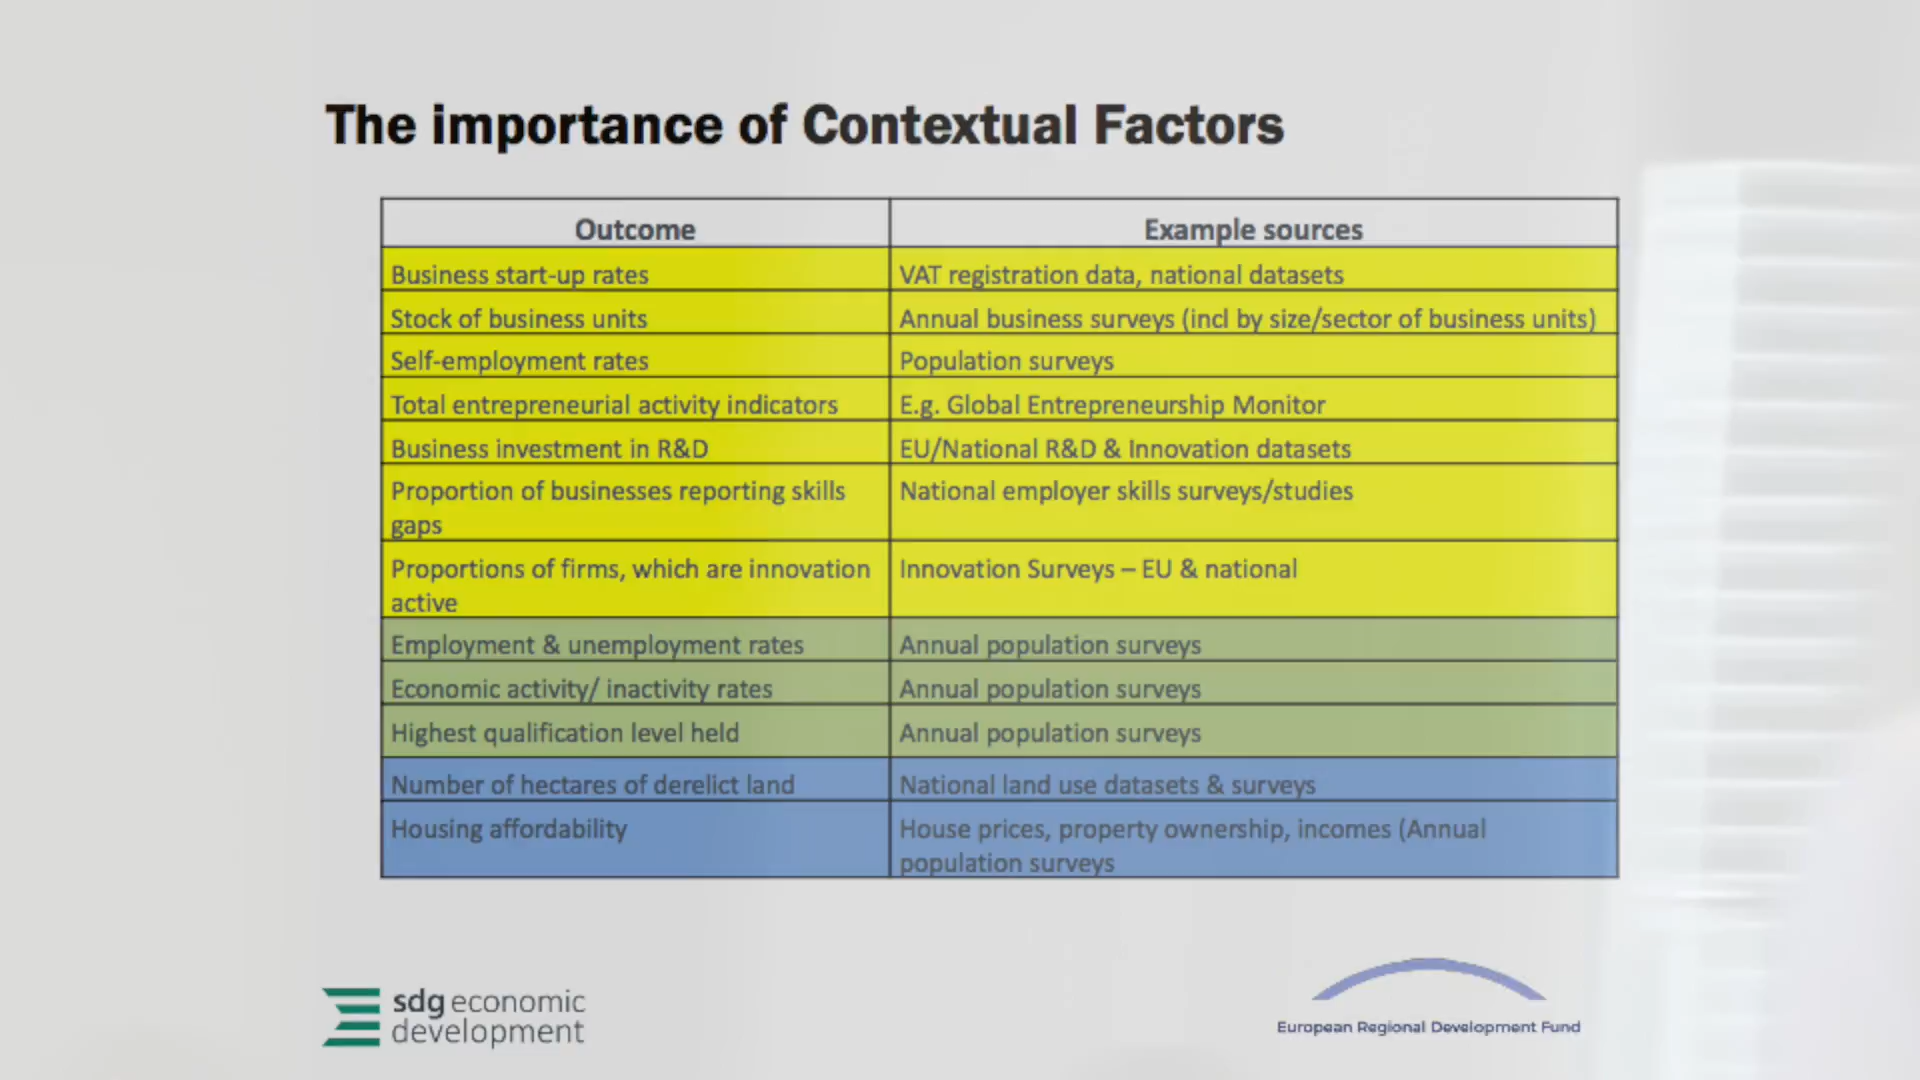 The importance of Contextual Factors
Outcome
Example sources
Business start-up rates
VAT registration data, national datasets
Stock of business units
Annual business surveys (incl by size/sector of business units)
Self-employment rates
Population surveys
Total entrepreneurial activity indicators
E.g. Global Entrepreneurship Monitor
Business investment in R&D
EU/National R&D & Innovation datasets
Proportion of businesses reporting skills
gaps
National employer skills surveys/studies
Proportions of firms, which are innovation
active
Innovation Surveys – EU & national
Employment & unemployment rates
Annual population surveys
Economic activity/ inactivity rates
Annual population surveys
Highest qualification level held
Annual population surveys
Number of hectares of derelict land
National land use datasets & surveys
Housing affordability
House prices, property ownership, incomes (Annual
population surveys
sdg economic
development
European Regional Development Fund